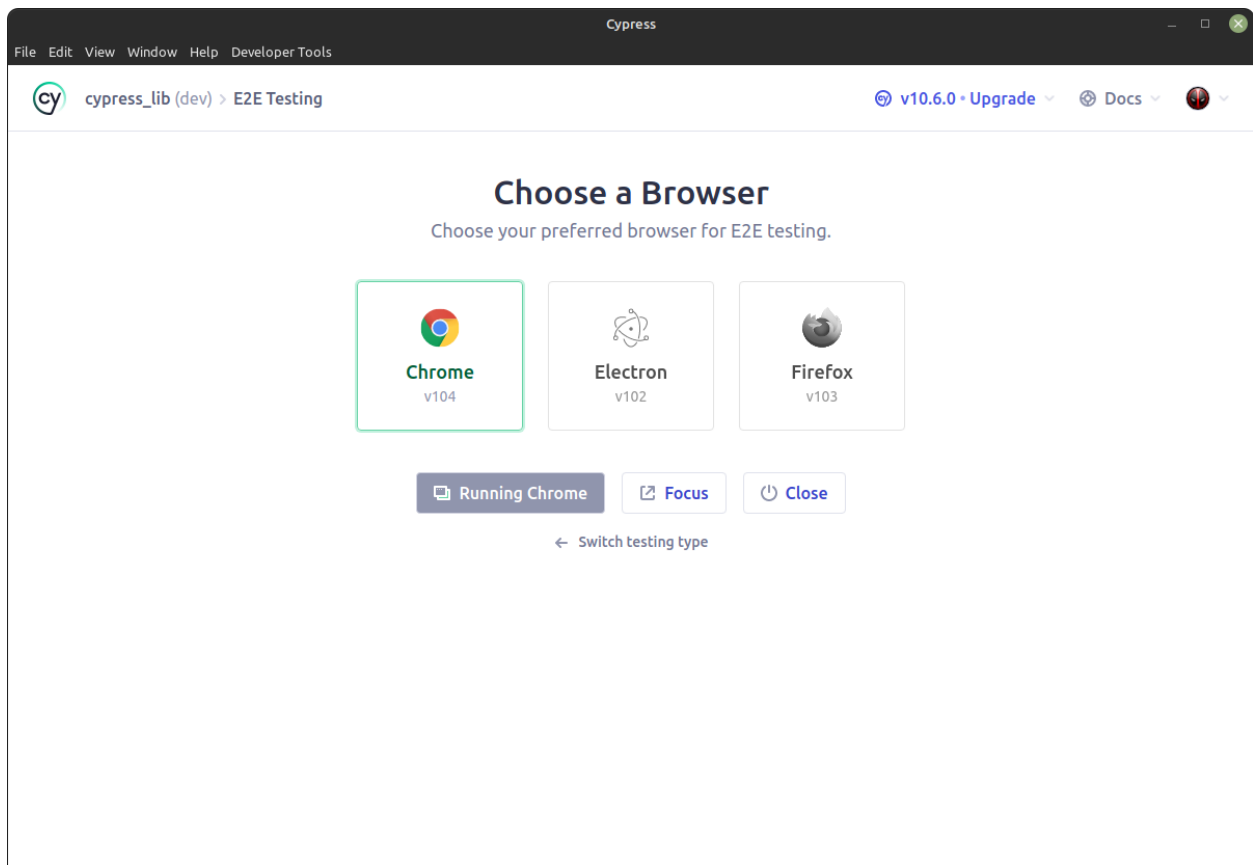 Cypress
File Edit View Window Help Developer Tools
cy cypress_lib (dev) > E2E Testing
cy v10.6.0 • Upgrade Docs
Choose a Browser
Choose your preferred browser for E2E testing.
Chrome
v104
Electron
v102
Firefox
v103
Running Chrome Focus Close
← Switch testing type